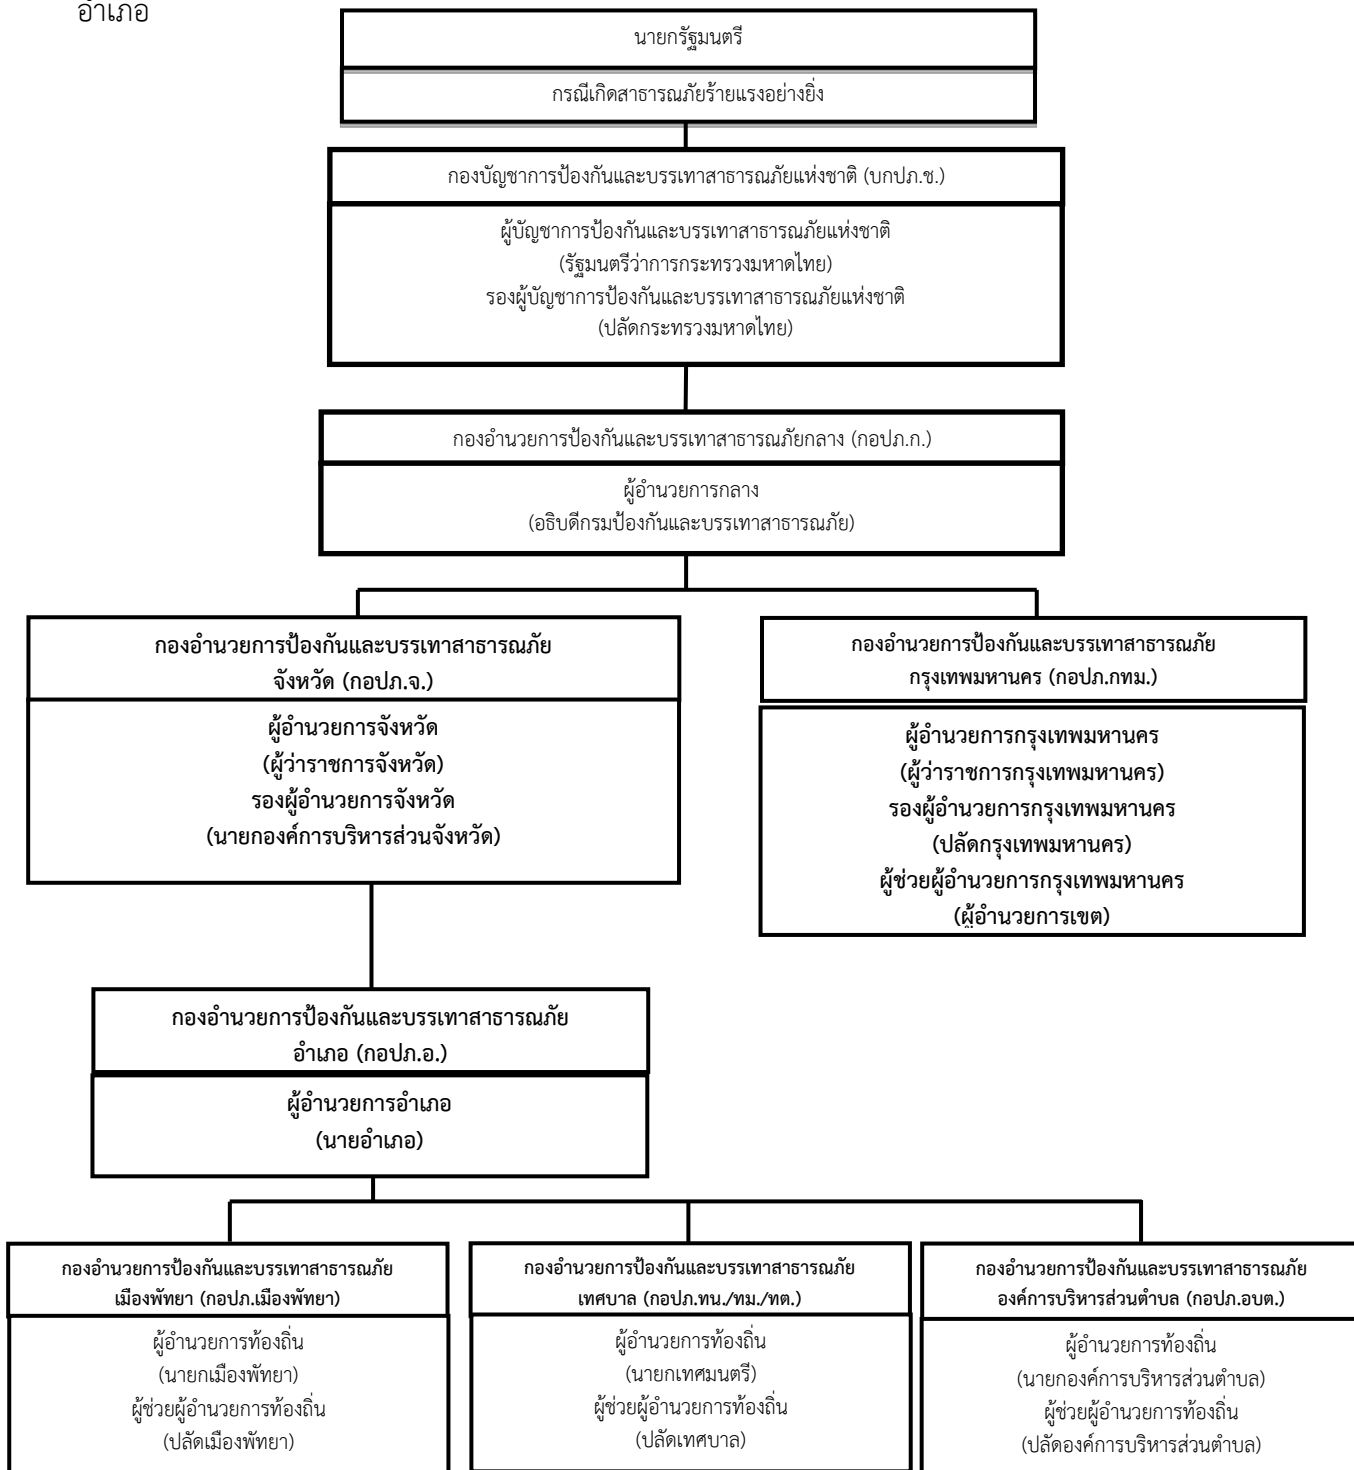 อำเภอ
นายกรัฐมนตรี
กรณีเกิดสาธารณภัยร้ายแรงอย่างยิ่ง
กองบัญชาการป้องกันและบรรเทาสาธารณภัยแห่งชาติ (บกปภ.ช.)
ผู้บัญชาการป้องกันและบรรเทาสาธารณภัยแห่งชาติ
(รัฐมนตรีว่าการกระทรวงมหาดไทย)
รองผู้บัญชาการป้องกันและบรรเทาสาธารณภัยแห่งชาติ
(ปลัดกระทรวงมหาดไทย)
กองอำนวยการป้องกันและบรรเทาสาธารณภัยกลาง (กอปภ.ก.)
ผู้อำนวยการกลาง
(อธิบดีกรมป้องกันและบรรเทาสาธารณภัย)
กองอำนวยการป้องกันและบรรเทาสาธารณภัย
จังหวัด (กอปภ.จ.)
ผู้อำนวยการจังหวัด
(ผู้ว่าราชการจังหวัด)
รองผู้อำนวยการจังหวัด
(นายกองค์การบริหารส่วนจังหวัด)
กองอำนวยการป้องกันและบรรเทาสาธารณภัย
กรุงเทพมหานคร (กอปภ.กทม.)
ผู้อำนวยการกรุงเทพมหานคร
(ผู้ว่าราชการกรุงเทพมหานคร)
รองผู้อำนวยการกรุงเทพมหานคร
(ปลัดกรุงเทพมหานคร)
ผู้ช่วยผู้อำนวยการกรุงเทพมหานคร
(ผู้อำนวยการเขต)
กองอำนวยการป้องกันและบรรเทาสาธารณภัย
อำเภอ (กอปภ.อ.)
ผู้อำนวยการอำเภอ
(นายอำเภอ)
กองอำนวยการป้องกันและบรรเทาสาธารณภัย
เมืองพัทยา (กอปภ.เมืองพัทยา)
ผู้อำนวยการท้องถิ่น
(นายกเมืองพัทยา)
ผู้ช่วยผู้อำนวยการท้องถิ่น
(ปลัดเมืองพัทยา)
กองอำนวยการป้องกันและบรรเทาสาธารณภัย
เทศบาล (กอปภ.ทน./ทม./ทต.)
ผู้อำนวยการท้องถิ่น
(นายกเทศมนตรี)
ผู้ช่วยผู้อำนวยการท้องถิ่น
(ปลัดเทศบาล)
กองอำนวยการป้องกันและบรรเทาสาธารณภัย
องค์การบริหารส่วนตำบล (กอปภ.อบต.)
ผู้อำนวยการท้องถิ่น
(นายกองค์การบริหารส่วนตำบล)
ผู้ช่วยผู้อำนวยการท้องถิ่น
(ปลัดองค์การบริหารส่วนตำบล)